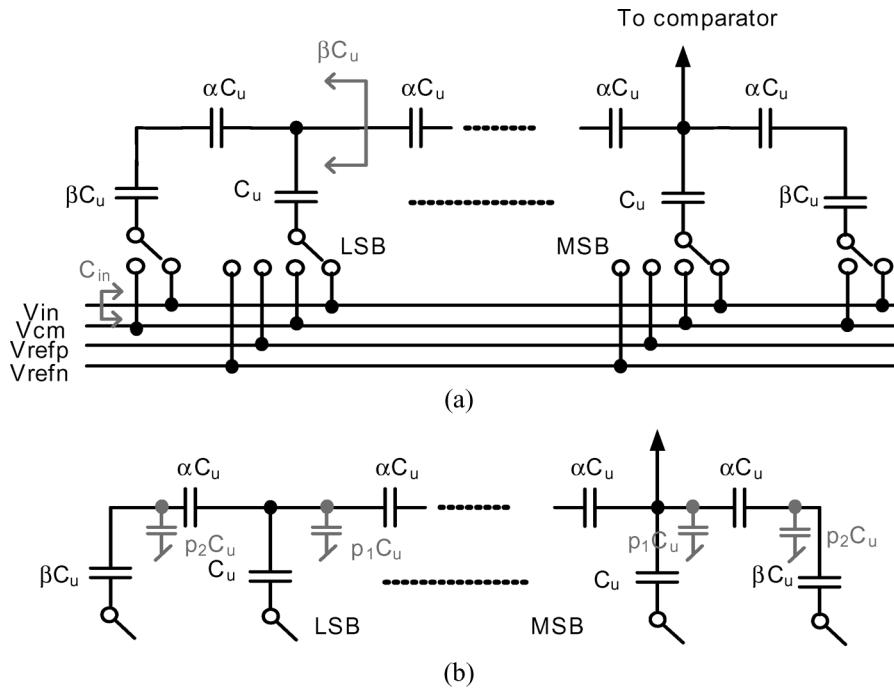 To comparator
βCᵤ
αCᵤ αCᵤ αCᵤ αCᵤ
βCᵤ Cᵤ Cᵤ βCᵤ
LSB MSB
Cᵢₙ
Vin
Vcm
Vrefp
Vrefn
(a)
αCᵤ αCᵤ αCᵤ αCᵤ
p₂Cᵤ p₁Cᵤ p₁Cᵤ p₂Cᵤ
βCᵤ Cᵤ Cᵤ βCᵤ
LSB MSB
(b)